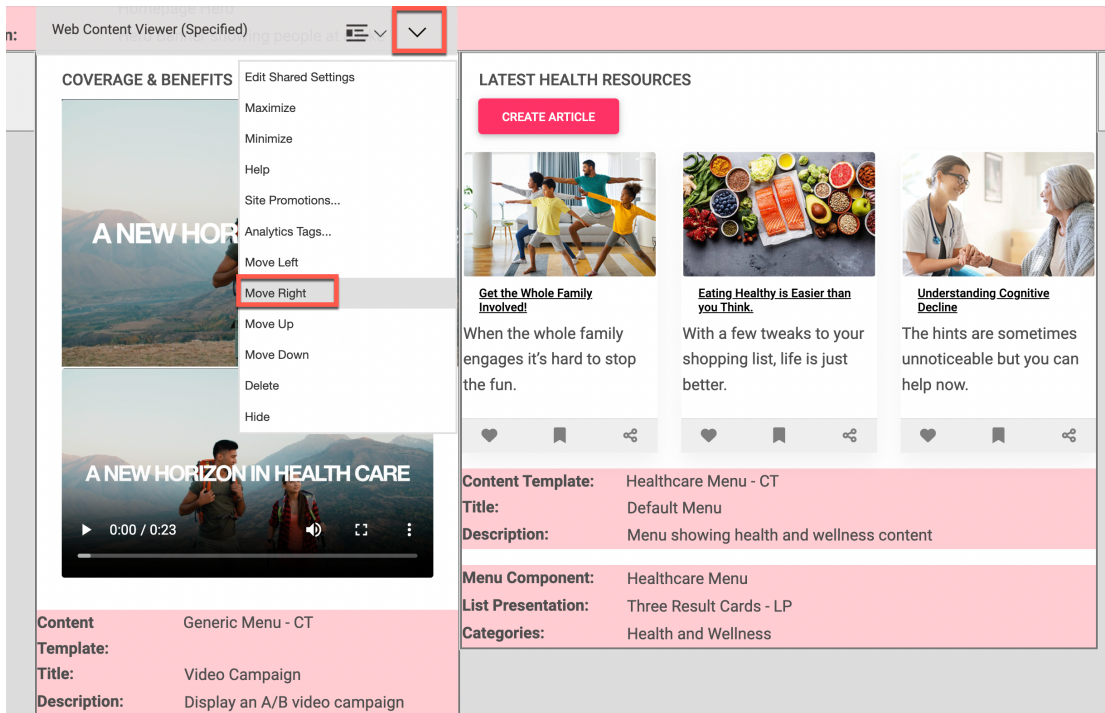 Homepage Hero
Web Content Viewer (Specified)
n:
COVERAGE & BENEFITS
Edit Shared Settings
Maximize
Minimize
Help
Site Promotions...
Analytics Tags...
Move Left
Move Right
Move Up
Move Down
Delete
Hide
A NEW HOR
A NEW HORIZON IN HEALTH CARE
0:00 / 0:23
Content Template: Generic Menu - CT
Title: Video Campaign
Description: Display an A/B video campaign
LATEST HEALTH RESOURCES
CREATE ARTICLE
Get the Whole Family
Involved!
When the whole family
engages it’s hard to stop
the fun.
Eating Healthy is Easier than
you Think.
With a few tweaks to your
shopping list, life is just
better.
Understanding Cognitive
Decline
The hints are sometimes
unnoticeable but you can
help now.
Content Template: Healthcare Menu - CT
Title: Default Menu
Description: Menu showing health and wellness content
Menu Component: Healthcare Menu
List Presentation: Three Result Cards - LP
Categories: Health and Wellness